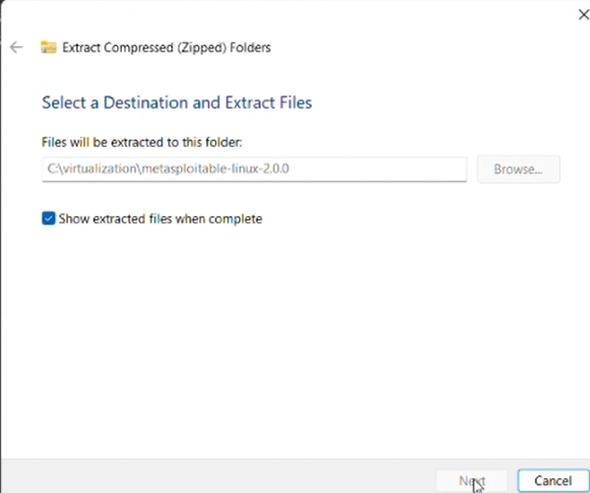 Extract Compressed (Zipped) Folders
Select a Destination and Extract Files
Files will be extracted to this folder:
C:\virtualization\metasploitable-linux-2.0.0
Browse...
Show extracted files when complete
Next
Cancel